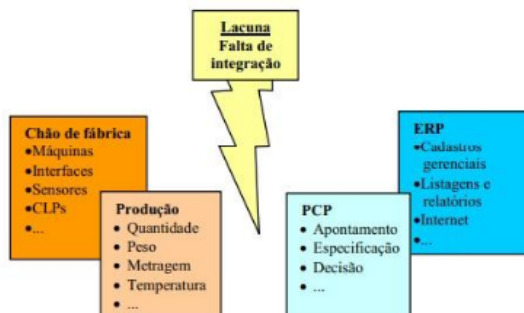 Lacuna
Falta de
integração
Chão de fábrica
•Máquinas
•Interfaces
•Sensores
•CLPs
•...
Produção
• Quantidade
• Peso
• Metragem
• Temperatura
• ...
PCP
• Apontamento
• Especificação
• Decisão
• ...
ERP
•Cadastros
gerenciais
•Listagens e
relatórios
•Internet
•...